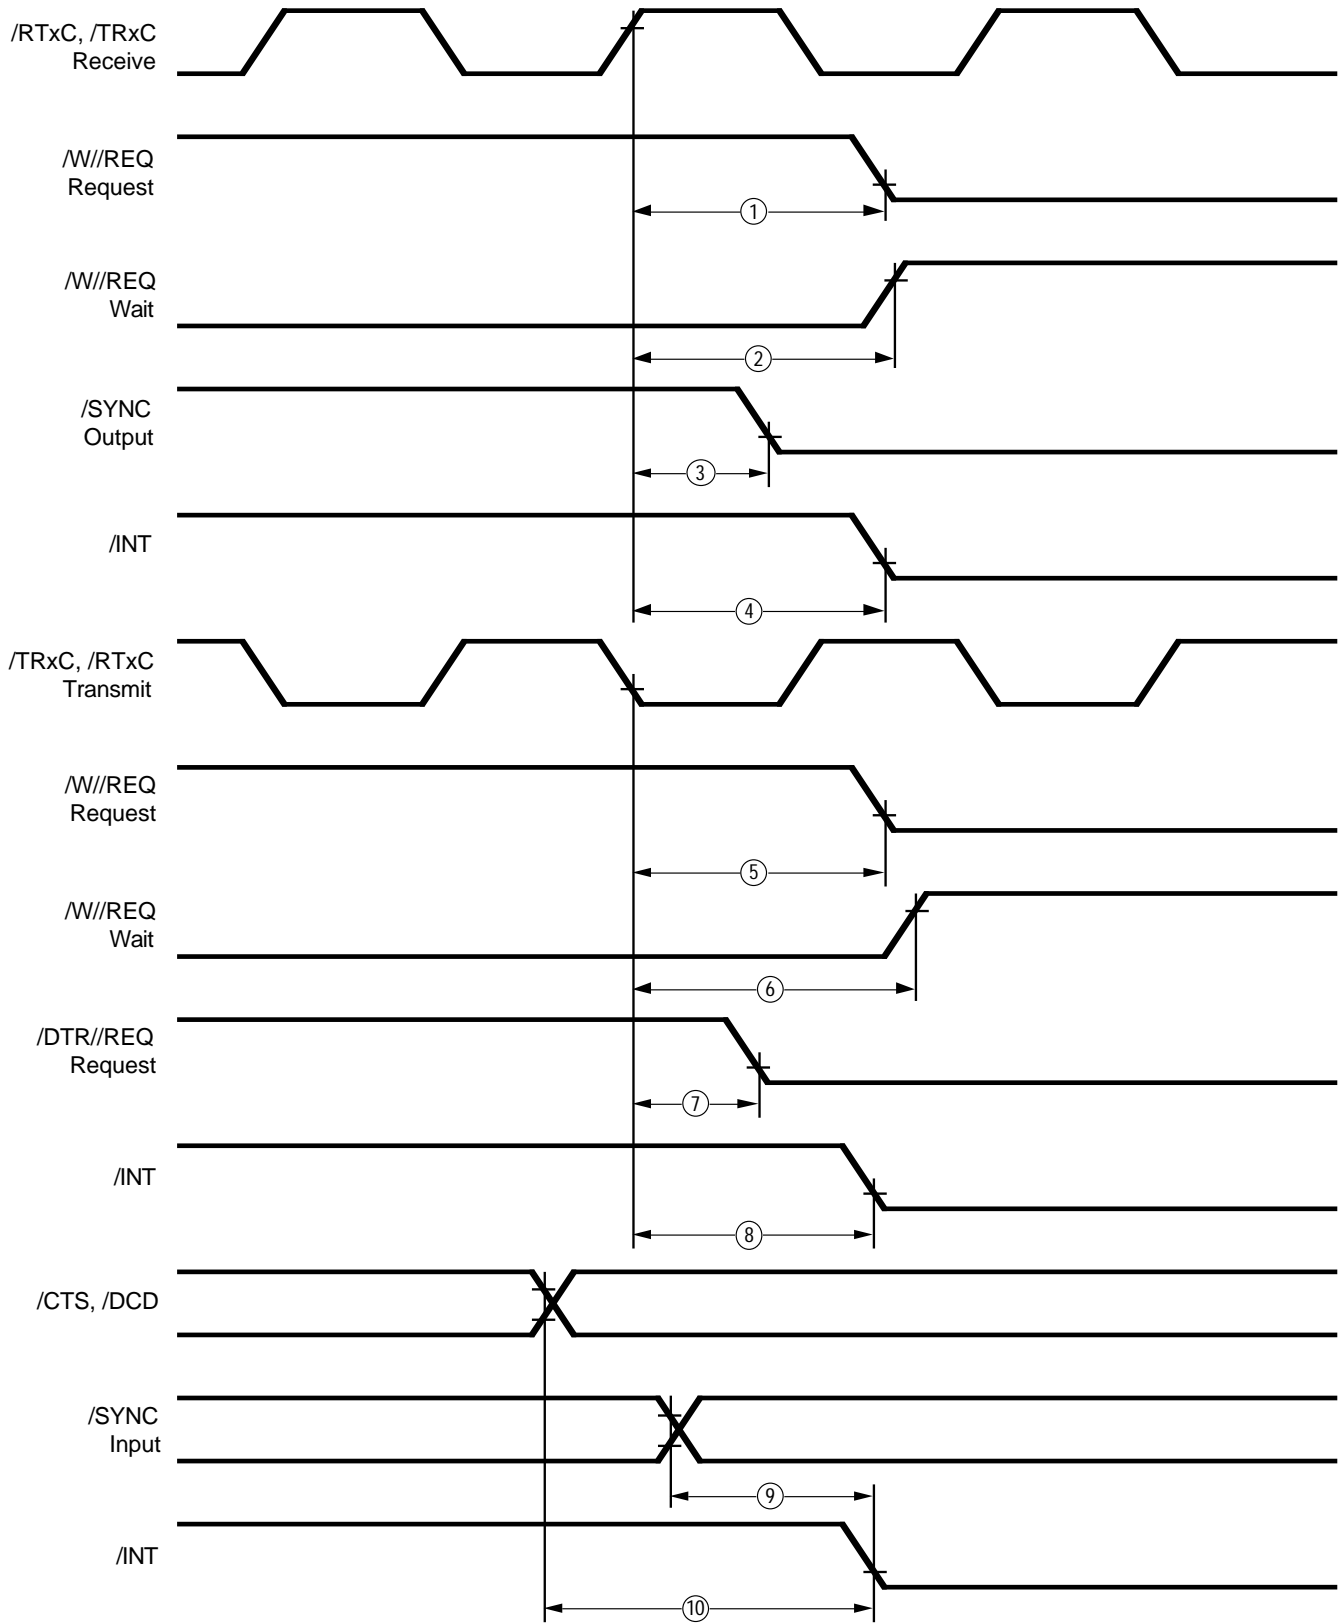 /RTxC, /TRxC
Receive
/W//REQ
Request
1
/W//REQ
Wait
2
/SYNC
Output
3
/INT
4
/TRxC, /RTxC
Transmit
/W//REQ
Request
5
/W//REQ
Wait
6
/DTR//REQ
Request
7
/INT
8
/CTS, /DCD
/SYNC
Input
9
/INT
10